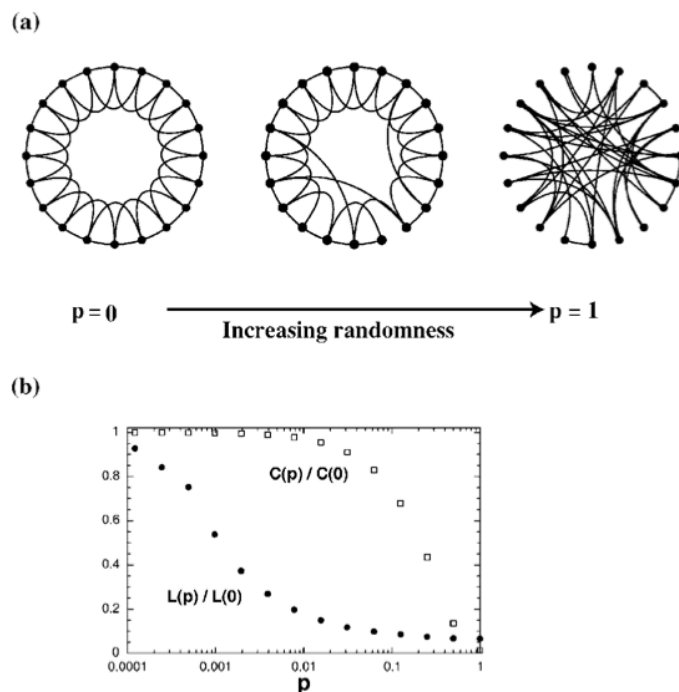 (a)
p = 0
Increasing randomness
p = 1
(b)
1
0.8
0.6
0.4
0.2
0
C(p) / C(0)
L(p) / L(0)
0.0001
0.001
0.01
0.1
1
p